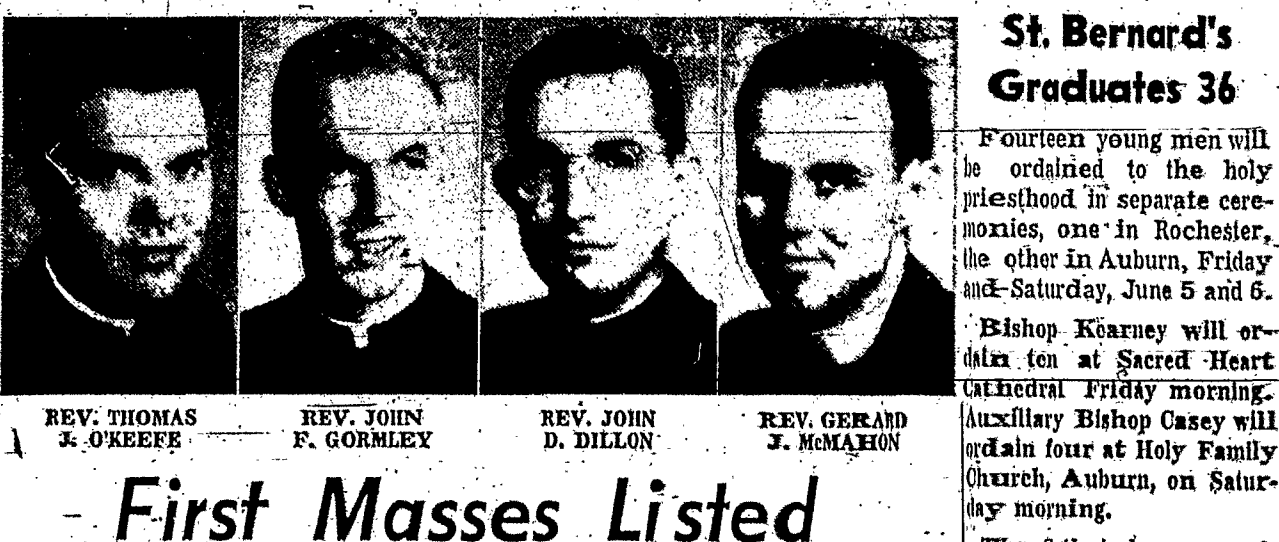 REV. THOMAS
J. O'KEEFE
REV. JOHN
F. GORMLEY
REV. JOHN
D. DILLON
REV. GERARD
J. McMAHON
First Masses Listed
St. Bernard's
Graduates 36
Fourteen young men will
be ordained to the holy
priesthood in separate cere-
monies, one in Rochester,
the other in Auburn, Friday
and Saturday, June 5 and 6.
Bishop Kearney will or-
dain ten at Sacred Heart
Cathedral Friday morning.
Auxiliary Bishop Casey will
ordain four at Holy Family
Church, Auburn, on Satur-
day morning.